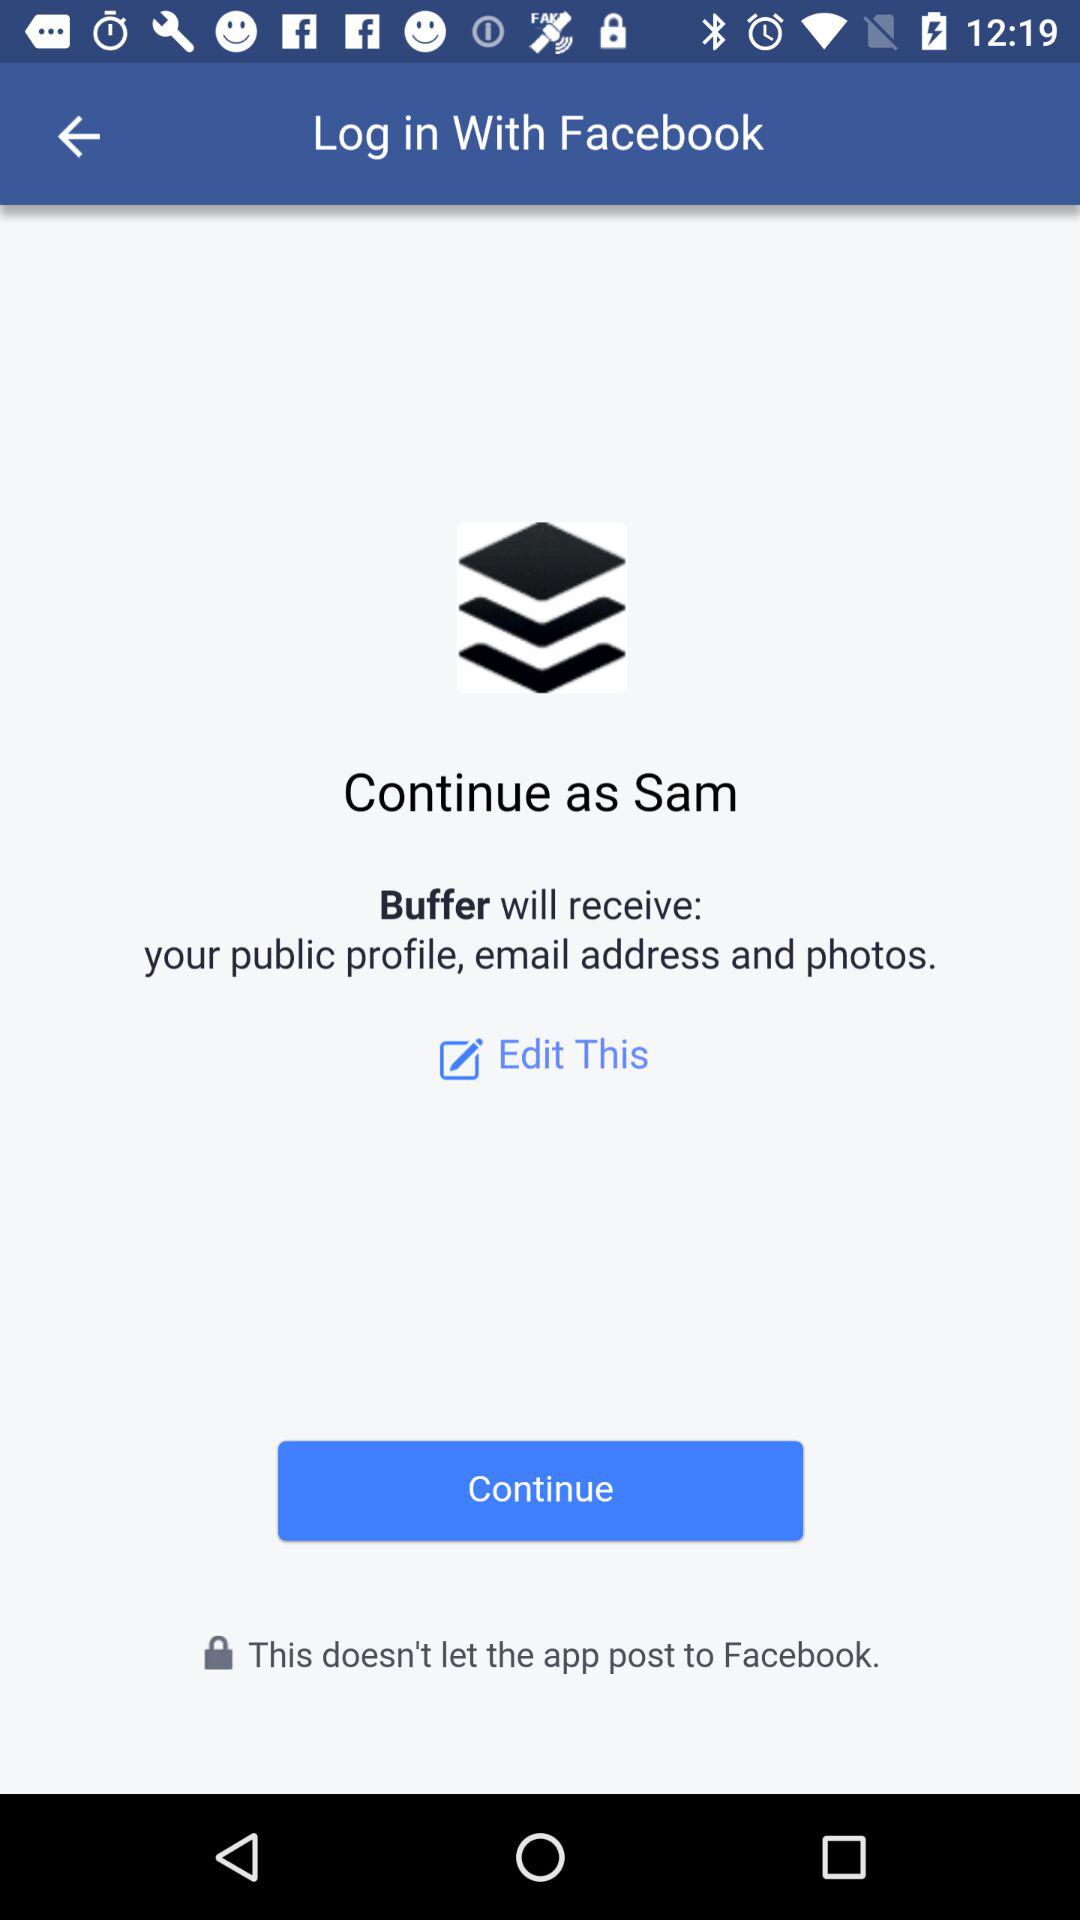 FAKE
12:19
Log in With Facebook
Continue as Sam
Buffer will receive:
your public profile, email address and photos.
Edit This
Continue
This doesn't let the app post to Facebook.